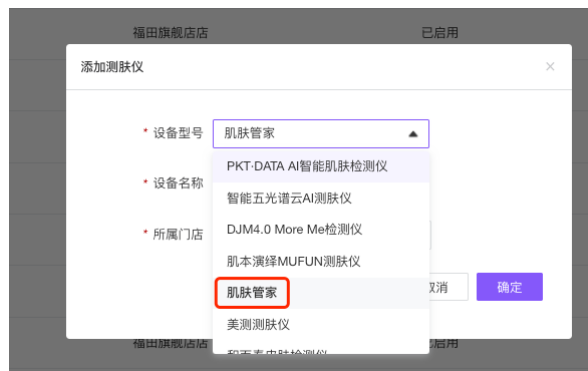 福田旗舰店店 已启用
添加测肤仪
* 设备型号 肌肤管家
PKT·DATA AI智能肌肤检测仪
* 设备名称
智能五光谱云AI测肤仪
* 所属门店 DJM4.0 More Me检测仪
肌本演绎MUFUN测肤仪
肌肤管家 取消 确定
美测测肤仪
福田旗舰店店 已启用